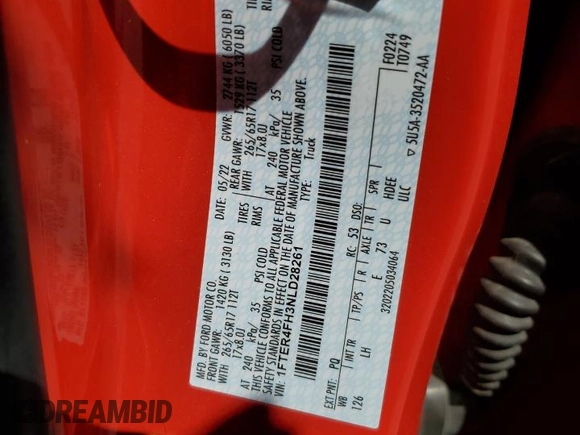 MFD. BY FORD MOTOR CO.
DATE: 05/22 GVWR: 2744 KG ( 6050 LB)
FRONT GAWR: 1420 KG ( 3130 LB) REAR GAWR: 1529 KG ( 3370 LB)
WITH 265/65R17 112T TIRES WITH 265/65R17 112T
17x8.0J RIMS 17x8.0J
AT 240 kPa/ 35 PSI COLD AT 240 kPa/ 35 PSI COLD
THIS VEHICLE CONFORMS TO ALL APPLICABLE FEDERAL MOTOR VEHICLE
SAFETY STANDARDS IN EFFECT ON THE DATE OF MANUFACTURE SHOWN ABOVE.
VIN: 1FTER4FH3NLD28261
TYPE: Truck
F0224
T0749
3202205034064
EXT PNT: PQ RC: 53 DSO:
WB INT TR TP/PS R AXLE TR SPR
126 LH E 73 U HDEE
ULC
▽ 5U5A-3520472-AA
IDREAMBID